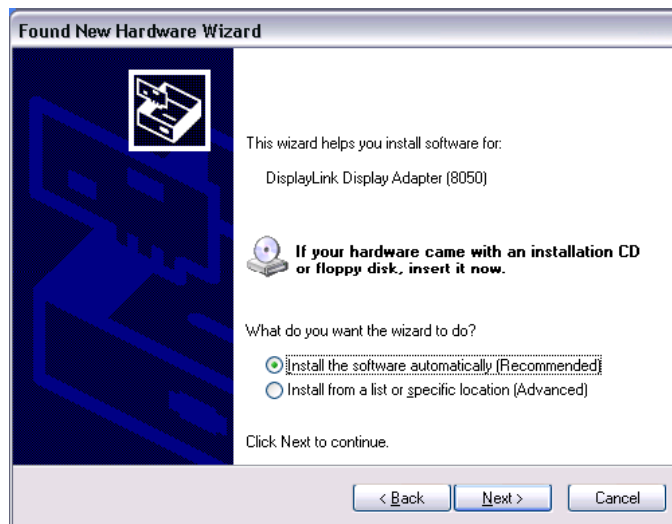 Found New Hardware Wizard
This wizard helps you install software for:
DisplayLink Display Adapter (8050)
If your hardware came with an installation CD
or floppy disk, insert it now.
What do you want the wizard to do?
Install the software automatically (Recommended)
Install from a list or specific location (Advanced)
Click Next to continue.
< Back Next > Cancel